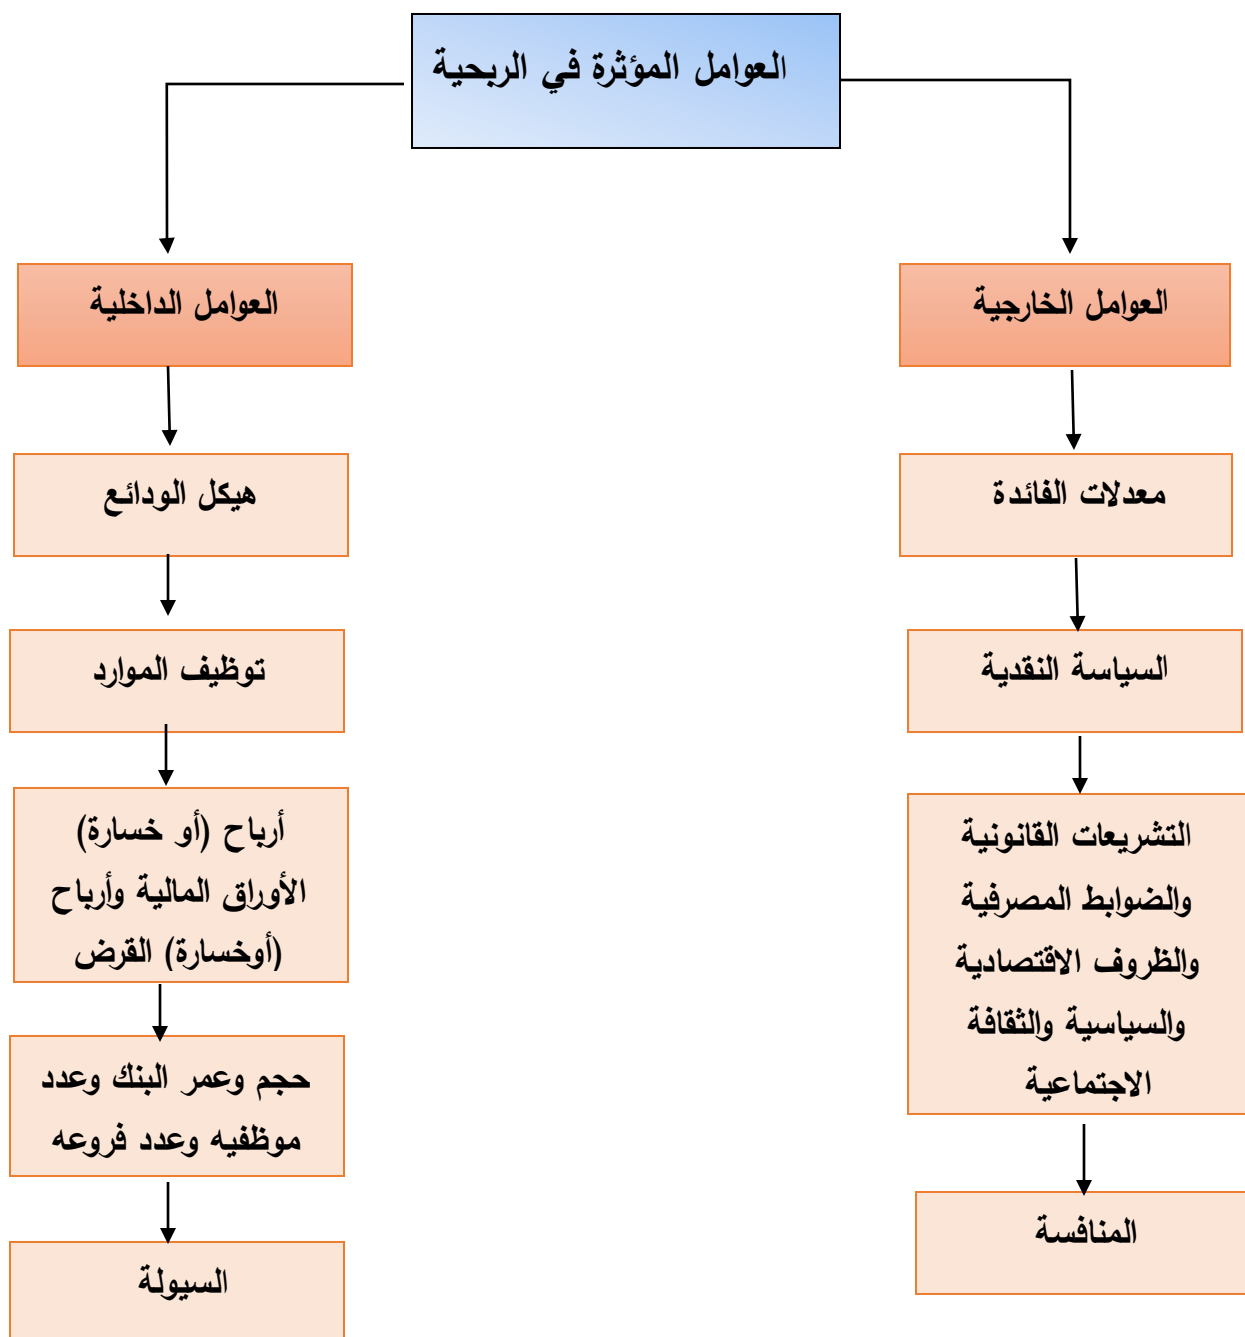 العوامل المؤثرة في الربحية
العوامل الخارجية
العوامل الداخلية
معدلات الفائدة
هيكل الودائع
السياسة النقدية
توظيف الموارد
التشريعات القانونية
والضوابط المصرفية
والظروف الاقتصادية
والسياسية والثقافة
الاجتماعية
أرباح (أو خسارة)
الأوراق المالية وأرباح
(أوخسارة) القرض
حجم وعمر البنك وعدد
موظفيه وعدد فروعه
المنافسة
السيولة